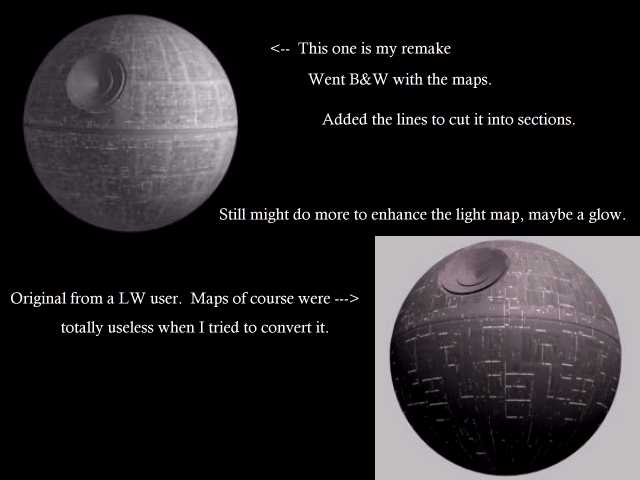 <-- This one is my remake
Went B&W with the maps.
Added the lines to cut it into sections.
Still might do more to enhance the light map, maybe a glow.
Original from a LW user. Maps of course were --->
totally useless when I tried to convert it.